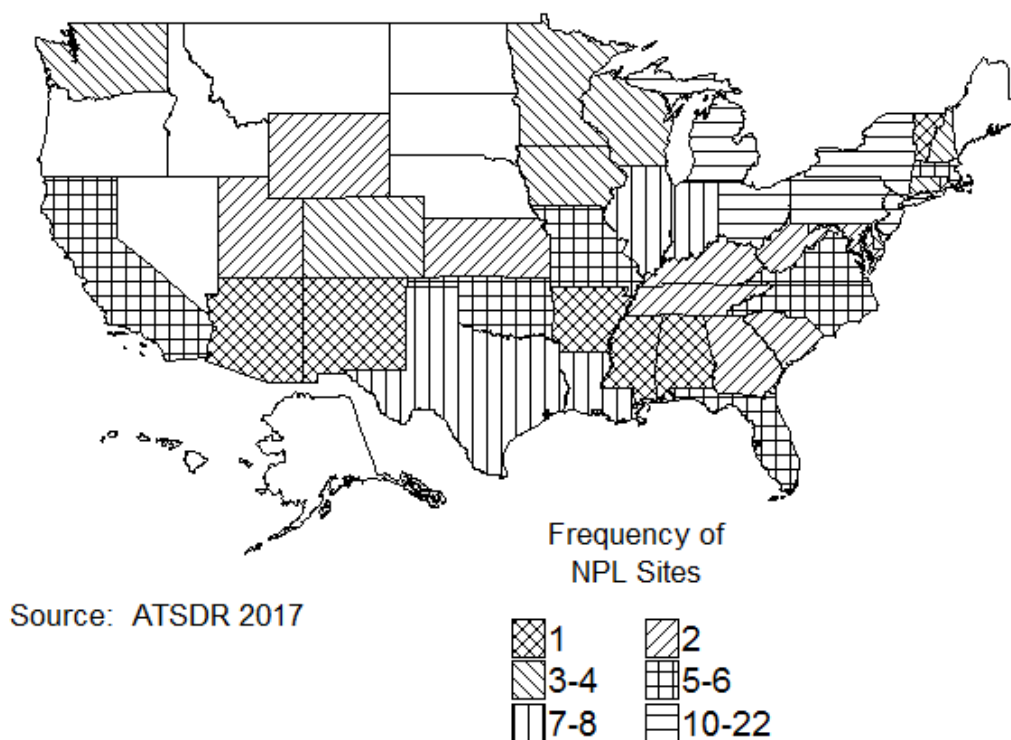 Frequency of
NPL Sites
Source: ATSDR 2017
1 2
3-4 5-6
7-8 10-22